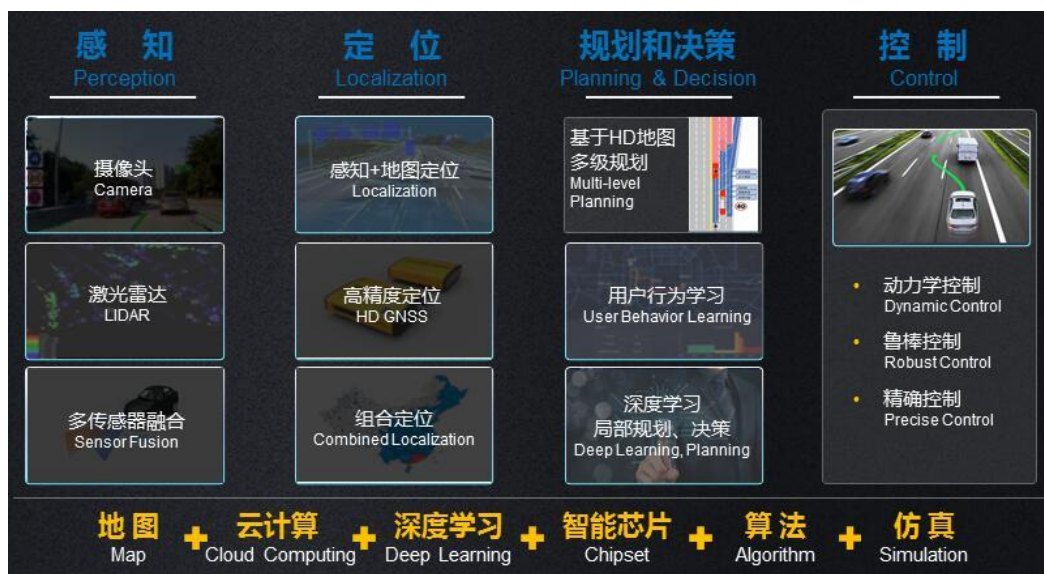 感 知
Perception
定 位
Localization
规划和决策
Planning & Decision
控 制
Control
摄像头
Camera
激光雷达
LIDAR
多传感器融合
Sensor Fusion
感知+地图定位
Localization
高精度定位
HD GNSS
组合定位
Combined Localization
基于HD地图
多级规划
Multi-level
Planning
用户行为学习
User Behavior Learning
深度学习
局部规划、决策
Deep Learning, Planning
• 动力学控制
Dynamic Control
• 鲁棒控制
Robust Control
• 精确控制
Precise Control
地 图 + 云计算 + 深度学习 + 智能芯片 + 算 法 + 仿 真
Map Cloud Computing Deep Learning Chipset Algorithm Simulation